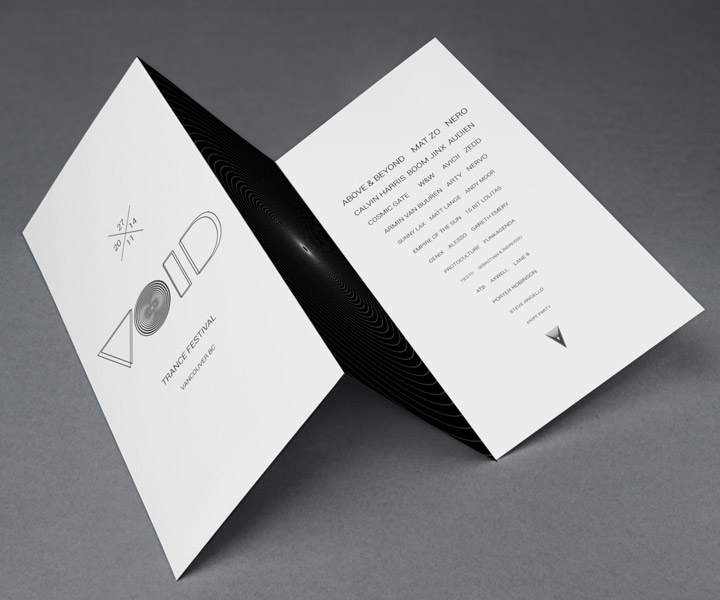 27 14
20 11
VOID
TRANCE FESTIVAL
VANCOUVER BC
ABOVE & BEYOND MAT ZO NERO
CALVIN HARRIS BOOM JINX AUDIEN
COSMIC GATE W&W AVICII ZEDD
ARMIN VAN BUUREN ARTY NERVO
SUNNY LAX MATT LANGE ANDY MOOR
EMPIRE OF THE SUN 16 BIT LOLITAS
GENIX ALESSO GARETH EMERY
PROTOCULTURE FUNKAGENDA
TIESTO SEBASTIAN & INGROSSO
ATB AXWELL LANE 8
PORTER ROBINSON
STEVE ANGELLO
KNIFE PARTY